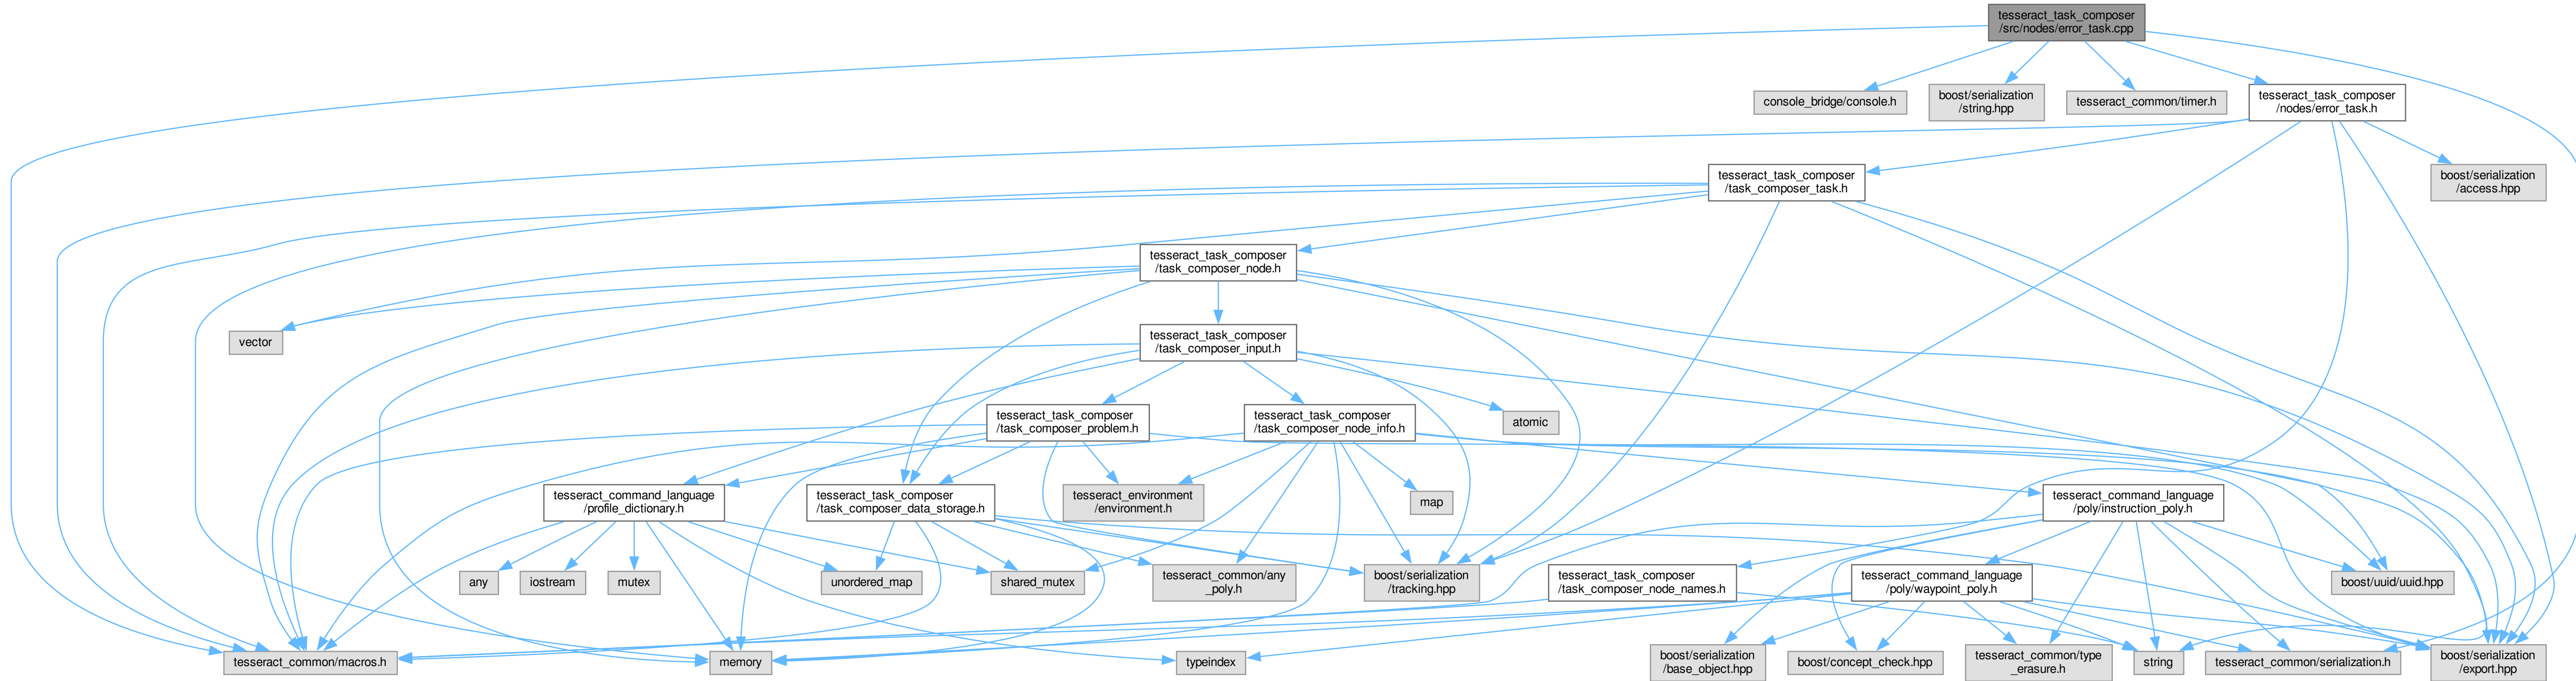 tesseract_task_composer
/src/nodes/error_task.cpp
console_bridge/console.h
boost/serialization
/string.hpp
tesseract_common/timer.h
tesseract_task_composer
/nodes/error_task.h
tesseract_task_composer
/task_composer_task.h
boost/serialization
/access.hpp
tesseract_task_composer
/task_composer_node.h
vector
tesseract_task_composer
/task_composer_input.h
tesseract_task_composer
/task_composer_problem.h
tesseract_task_composer
/task_composer_node_info.h
atomic
tesseract_command_language
/profile_dictionary.h
tesseract_task_composer
/task_composer_data_storage.h
tesseract_environment
/environment.h
map
tesseract_command_language
/poly/instruction_poly.h
any
iostream
mutex
unordered_map
shared_mutex
tesseract_common/any
_poly.h
boost/serialization
/tracking.hpp
tesseract_task_composer
/task_composer_node_names.h
tesseract_command_language
/poly/waypoint_poly.h
boost/uuid/uuid.hpp
tesseract_common/macros.h
memory
typeindex
boost/serialization
/base_object.hpp
boost/concept_check.hpp
tesseract_common/type
_erasure.h
string
tesseract_common/serialization.h
boost/serialization
/export.hpp